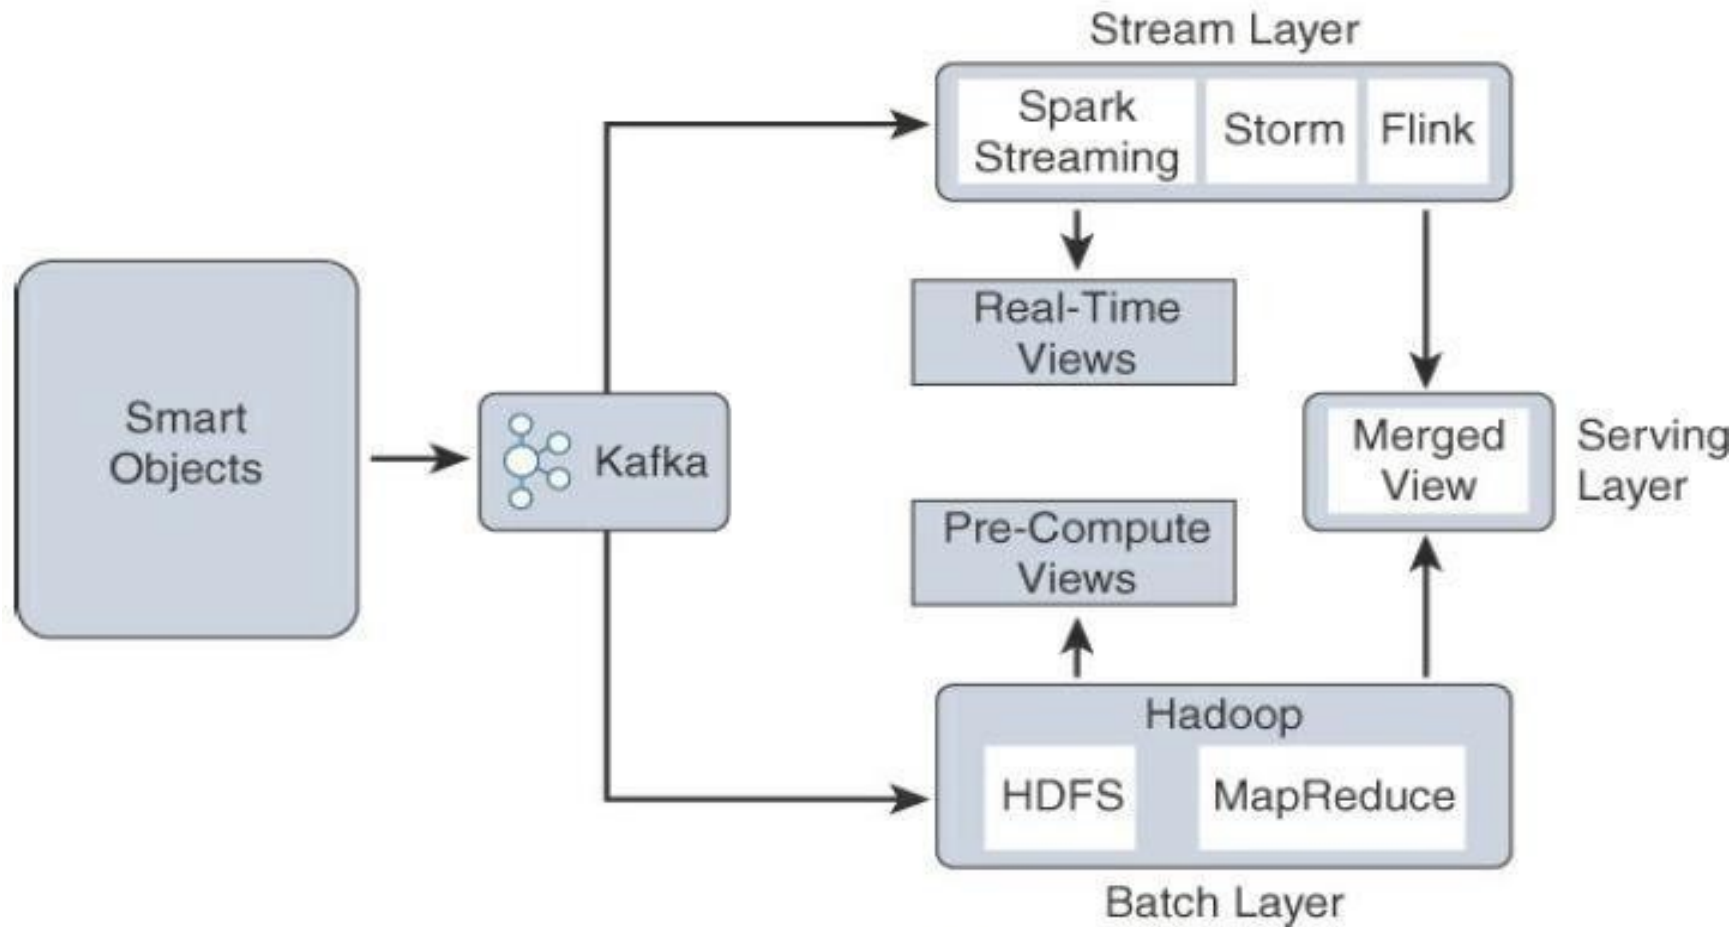 Stream Layer
Spark
Streaming
Storm
Flink
Real-Time
Views
Smart
Objects
Kafka
Merged
View
Serving
Layer
Pre-Compute
Views
Hadoop
HDFS
MapReduce
Batch Layer